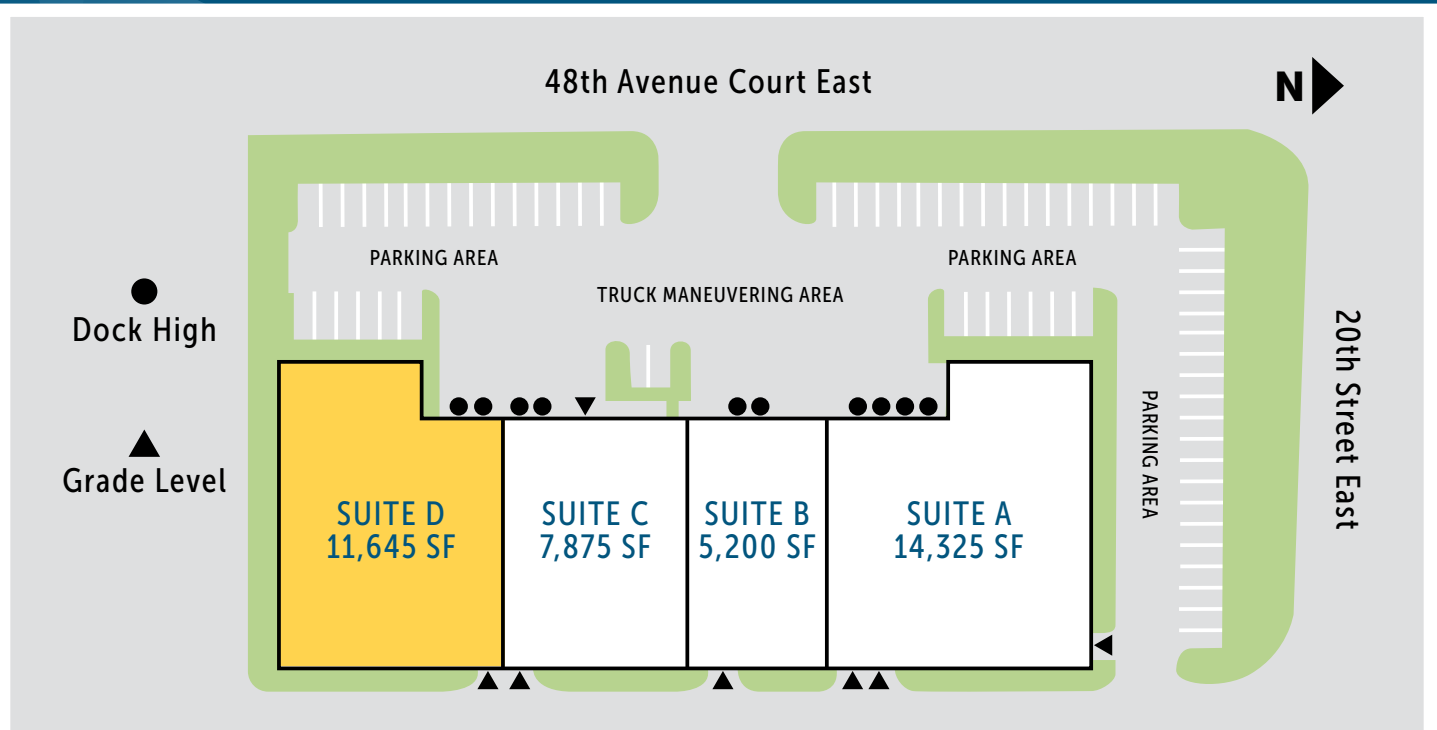 48th Avenue Court East
N
PARKING AREA
PARKING AREA
TRUCK MANEUVERING AREA
Dock High
20th Street East
PARKING AREA
Grade Level
SUITE D
11,645 SF
SUITE C
7,875 SF
SUITE B
5,200 SF
SUITE A
14,325 SF